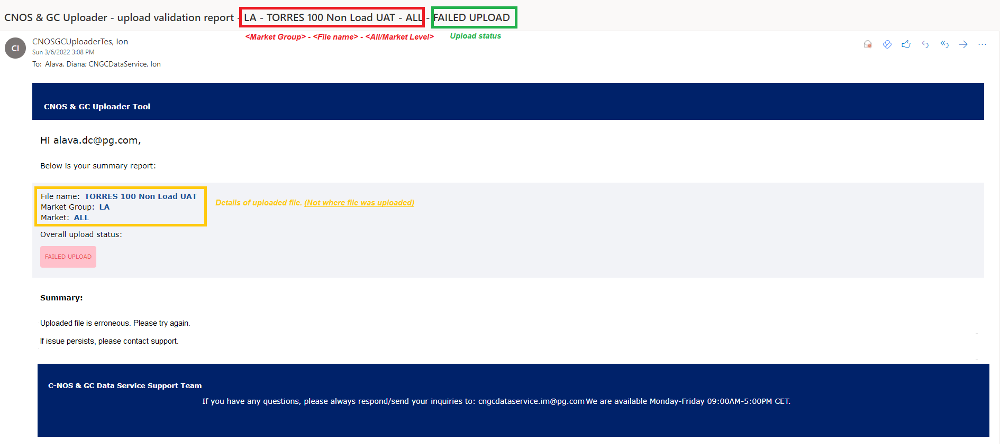 CNOS & GC Uploader - upload validation report - LA - TORRES 100 Non Load UAT - ALL - FAILED UPLOAD
<Market Group> - <File name> - <All/Market Level> Upload status
CI
CNOSGCUploaderTes, Ion
Sun 3/6/2022 3:08 PM
To: Alava, Diana; CNGCDataService, Ion
CNOS & GC Uploader Tool
Hi alava.dc@pg.com,
Below is your summary report:
File name: TORRES 100 Non Load UAT
Market Group: LA
Market: ALL
Details of uploaded file. (Not where file was uploaded)
Overall upload status:
FAILED UPLOAD
Summary:
Uploaded file is erroneous. Please try again.
If issue persists, please contact support.
C-NOS & GC Data Service Support Team
If you have any questions, please always respond/send your inquiries to: cngcdataservice.im@pg.com We are available Monday-Friday 09:00AM-5:00PM CET.